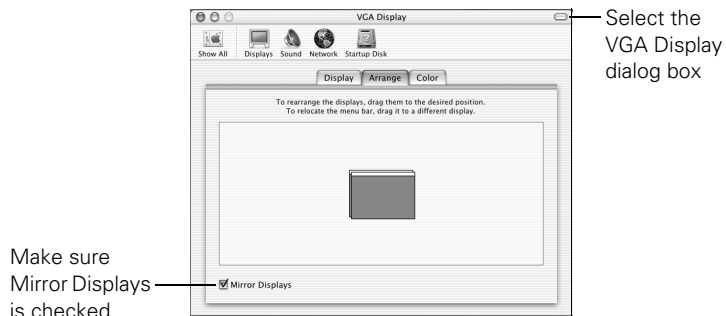 VGA Display
Select the
VGA Display
dialog box
Show All Displays Sound Network Startup Disk
Display Arrange Color
To rearrange the displays, drag them to the desired position.
To relocate the menu bar, drag it to a different display.
Make sure
Mirror Displays
is checked
Mirror Displays